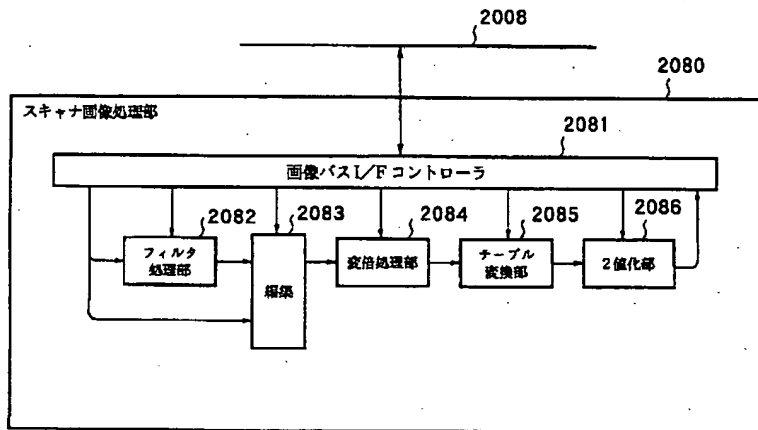 2008
2080
スキャナ画像処理部
2081
画像バスI/Fコントローラ
2082
2083
2084
2085
2086
フィルタ
処理部
編集
変倍処理部
テーブル
変換部
2値化部